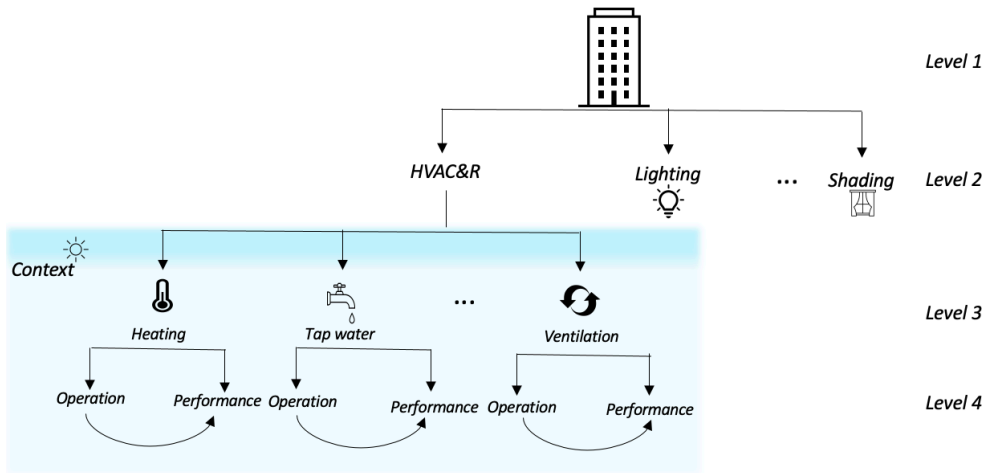 Level 1
HVAC&R
Lighting
...
Shading
Level 2
Context
Heating
Tap water
...
Ventilation
Level 3
Operation
Performance
Operation
Performance
Operation
Performance
Level 4